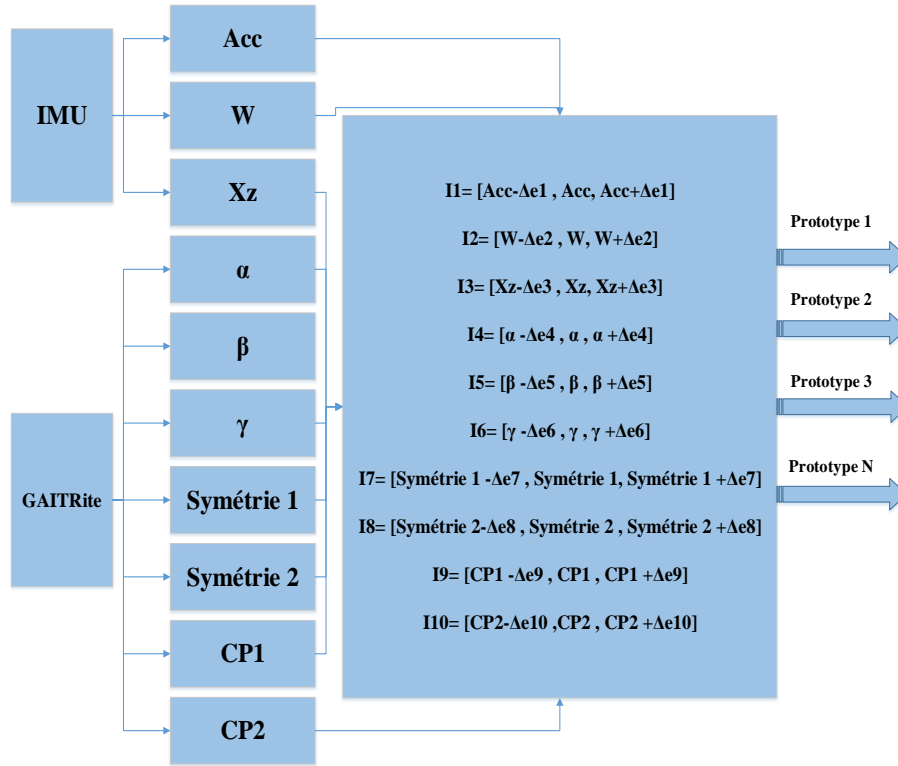 IMU
GAITRite
Acc
W
Xz
α
β
γ
Symétrie 1
Symétrie 2
CP1
CP2
I1= [Acc-Δe1 , Acc, Acc+Δe1]
I2= [W-Δe2 , W, W+Δe2]
I3= [Xz-Δe3 , Xz, Xz+Δe3]
I4= [α -Δe4 , α , α +Δe4]
I5= [β -Δe5 , β , β +Δe5]
I6= [γ -Δe6 , γ , γ +Δe6]
I7= [Symétrie 1 -Δe7 , Symétrie 1, Symétrie 1 +Δe7]
I8= [Symétrie 2-Δe8 , Symétrie 2 , Symétrie 2 +Δe8]
I9= [CP1 -Δe9 , CP1 , CP1 +Δe9]
I10= [CP2-Δe10 ,CP2 , CP2 +Δe10]
Prototype 1
Prototype 2
Prototype 3
Prototype N